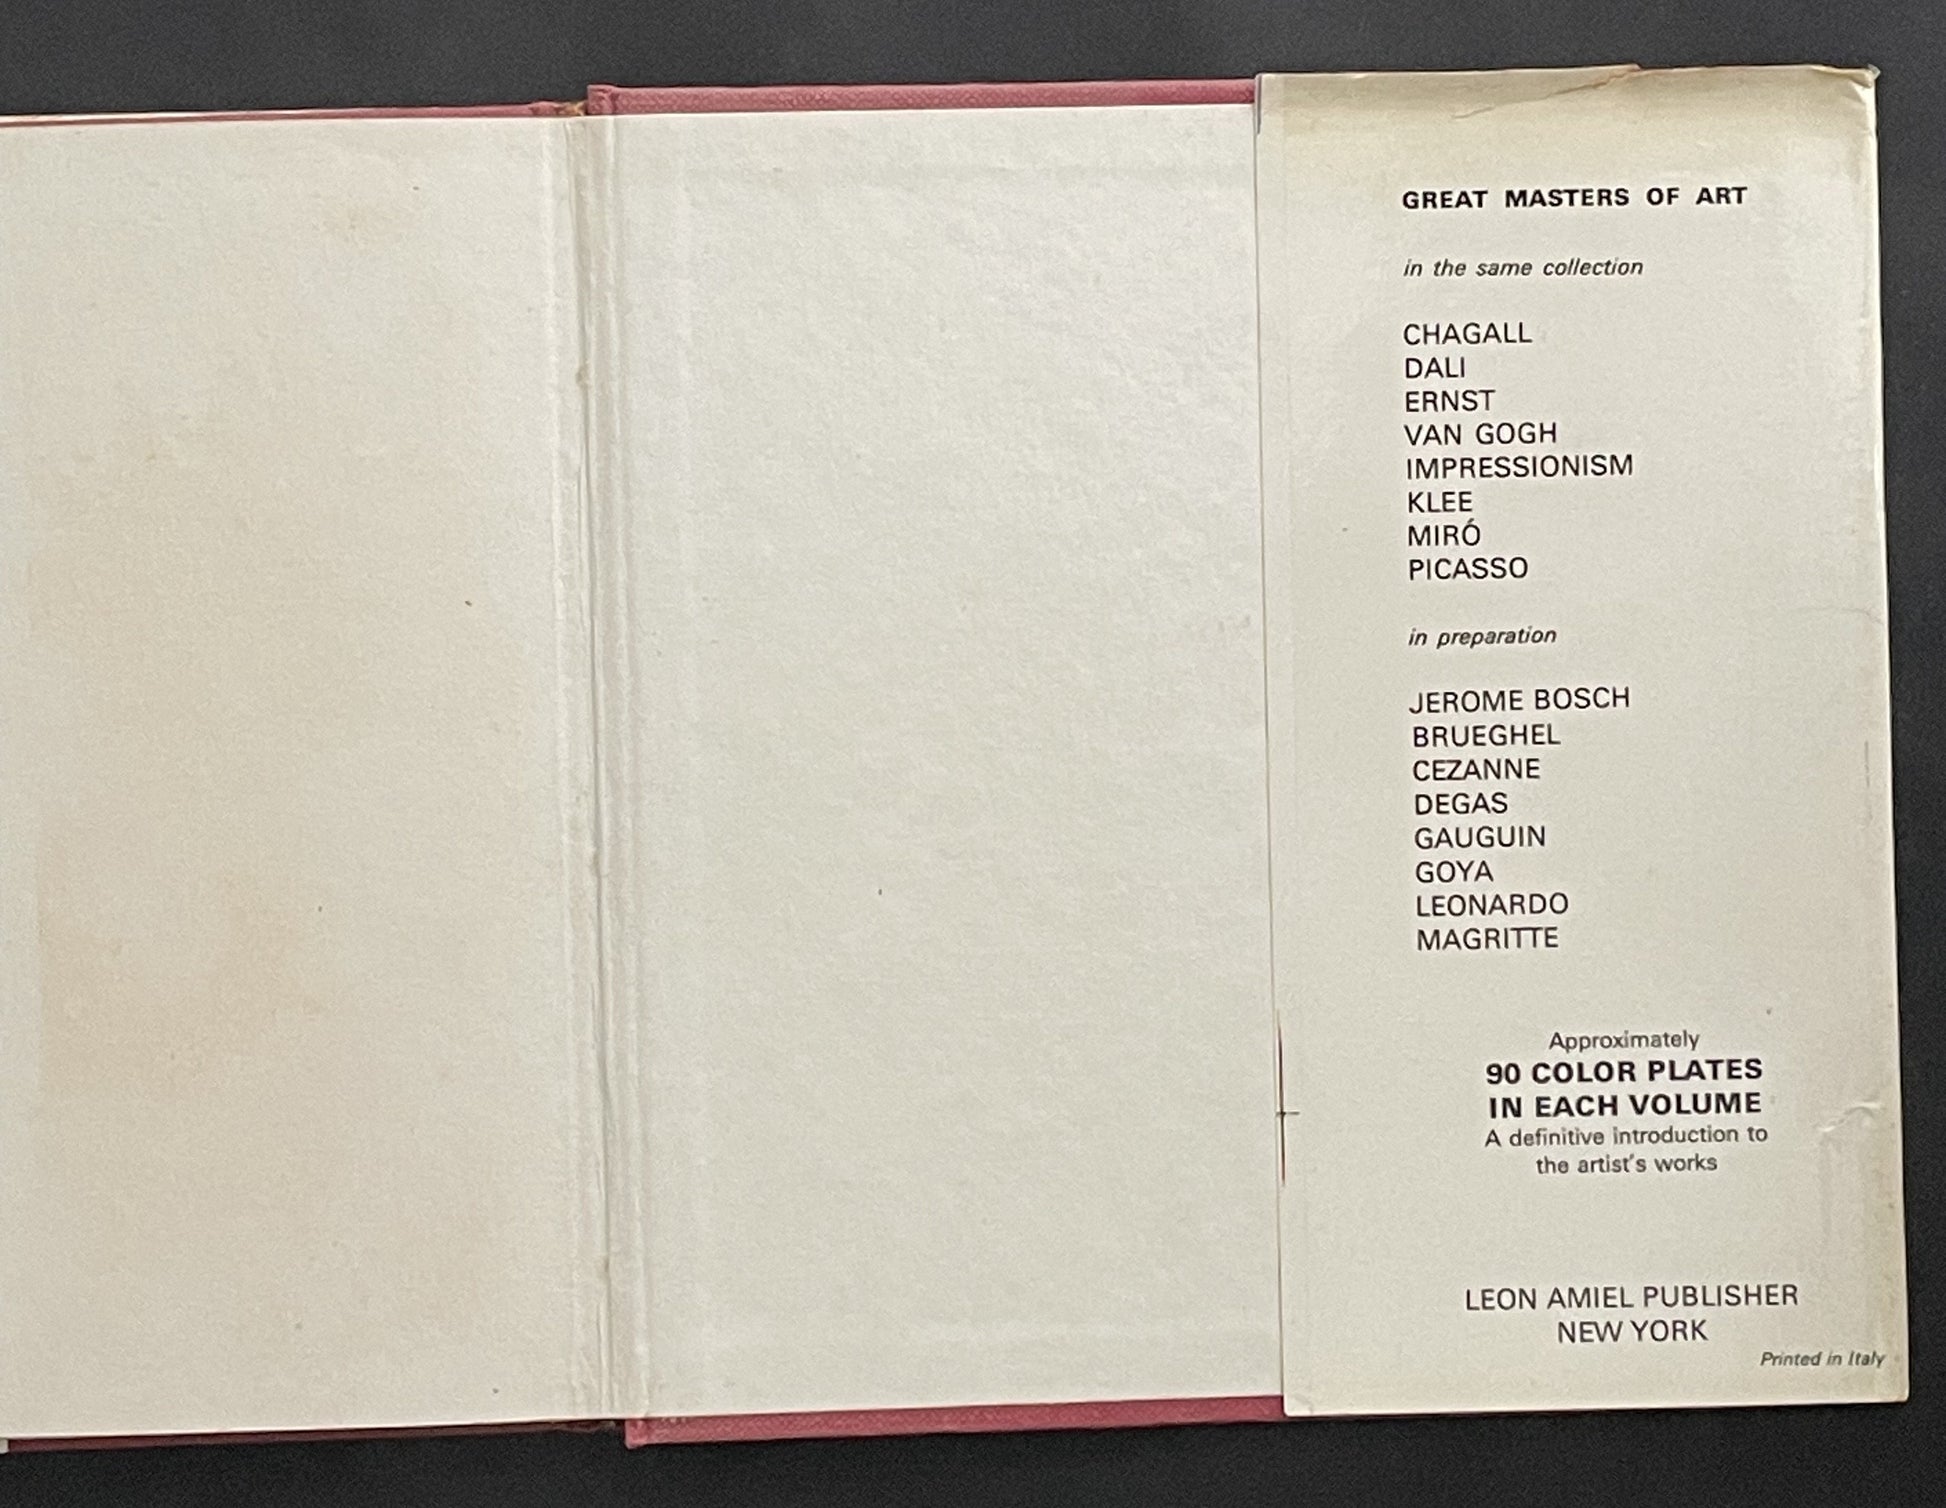 GREAT MASTERS OF ART
in the same collection
CHAGALL
DALI
ERNST
VAN GOGH
IMPRESSIONISM
KLEE
MIRÓ
PICASSO
in preparation
JEROME BOSCH
BRUEGHEL
CEZANNE
DEGAS
GAUGUIN
GOYA
LEONARDO
MAGRITTE
Approximately
90 COLOR PLATES
IN EACH VOLUME
A definitive introduction to
the artist's works
LEON AMIEL PUBLISHER
NEW YORK
Printed in Italy